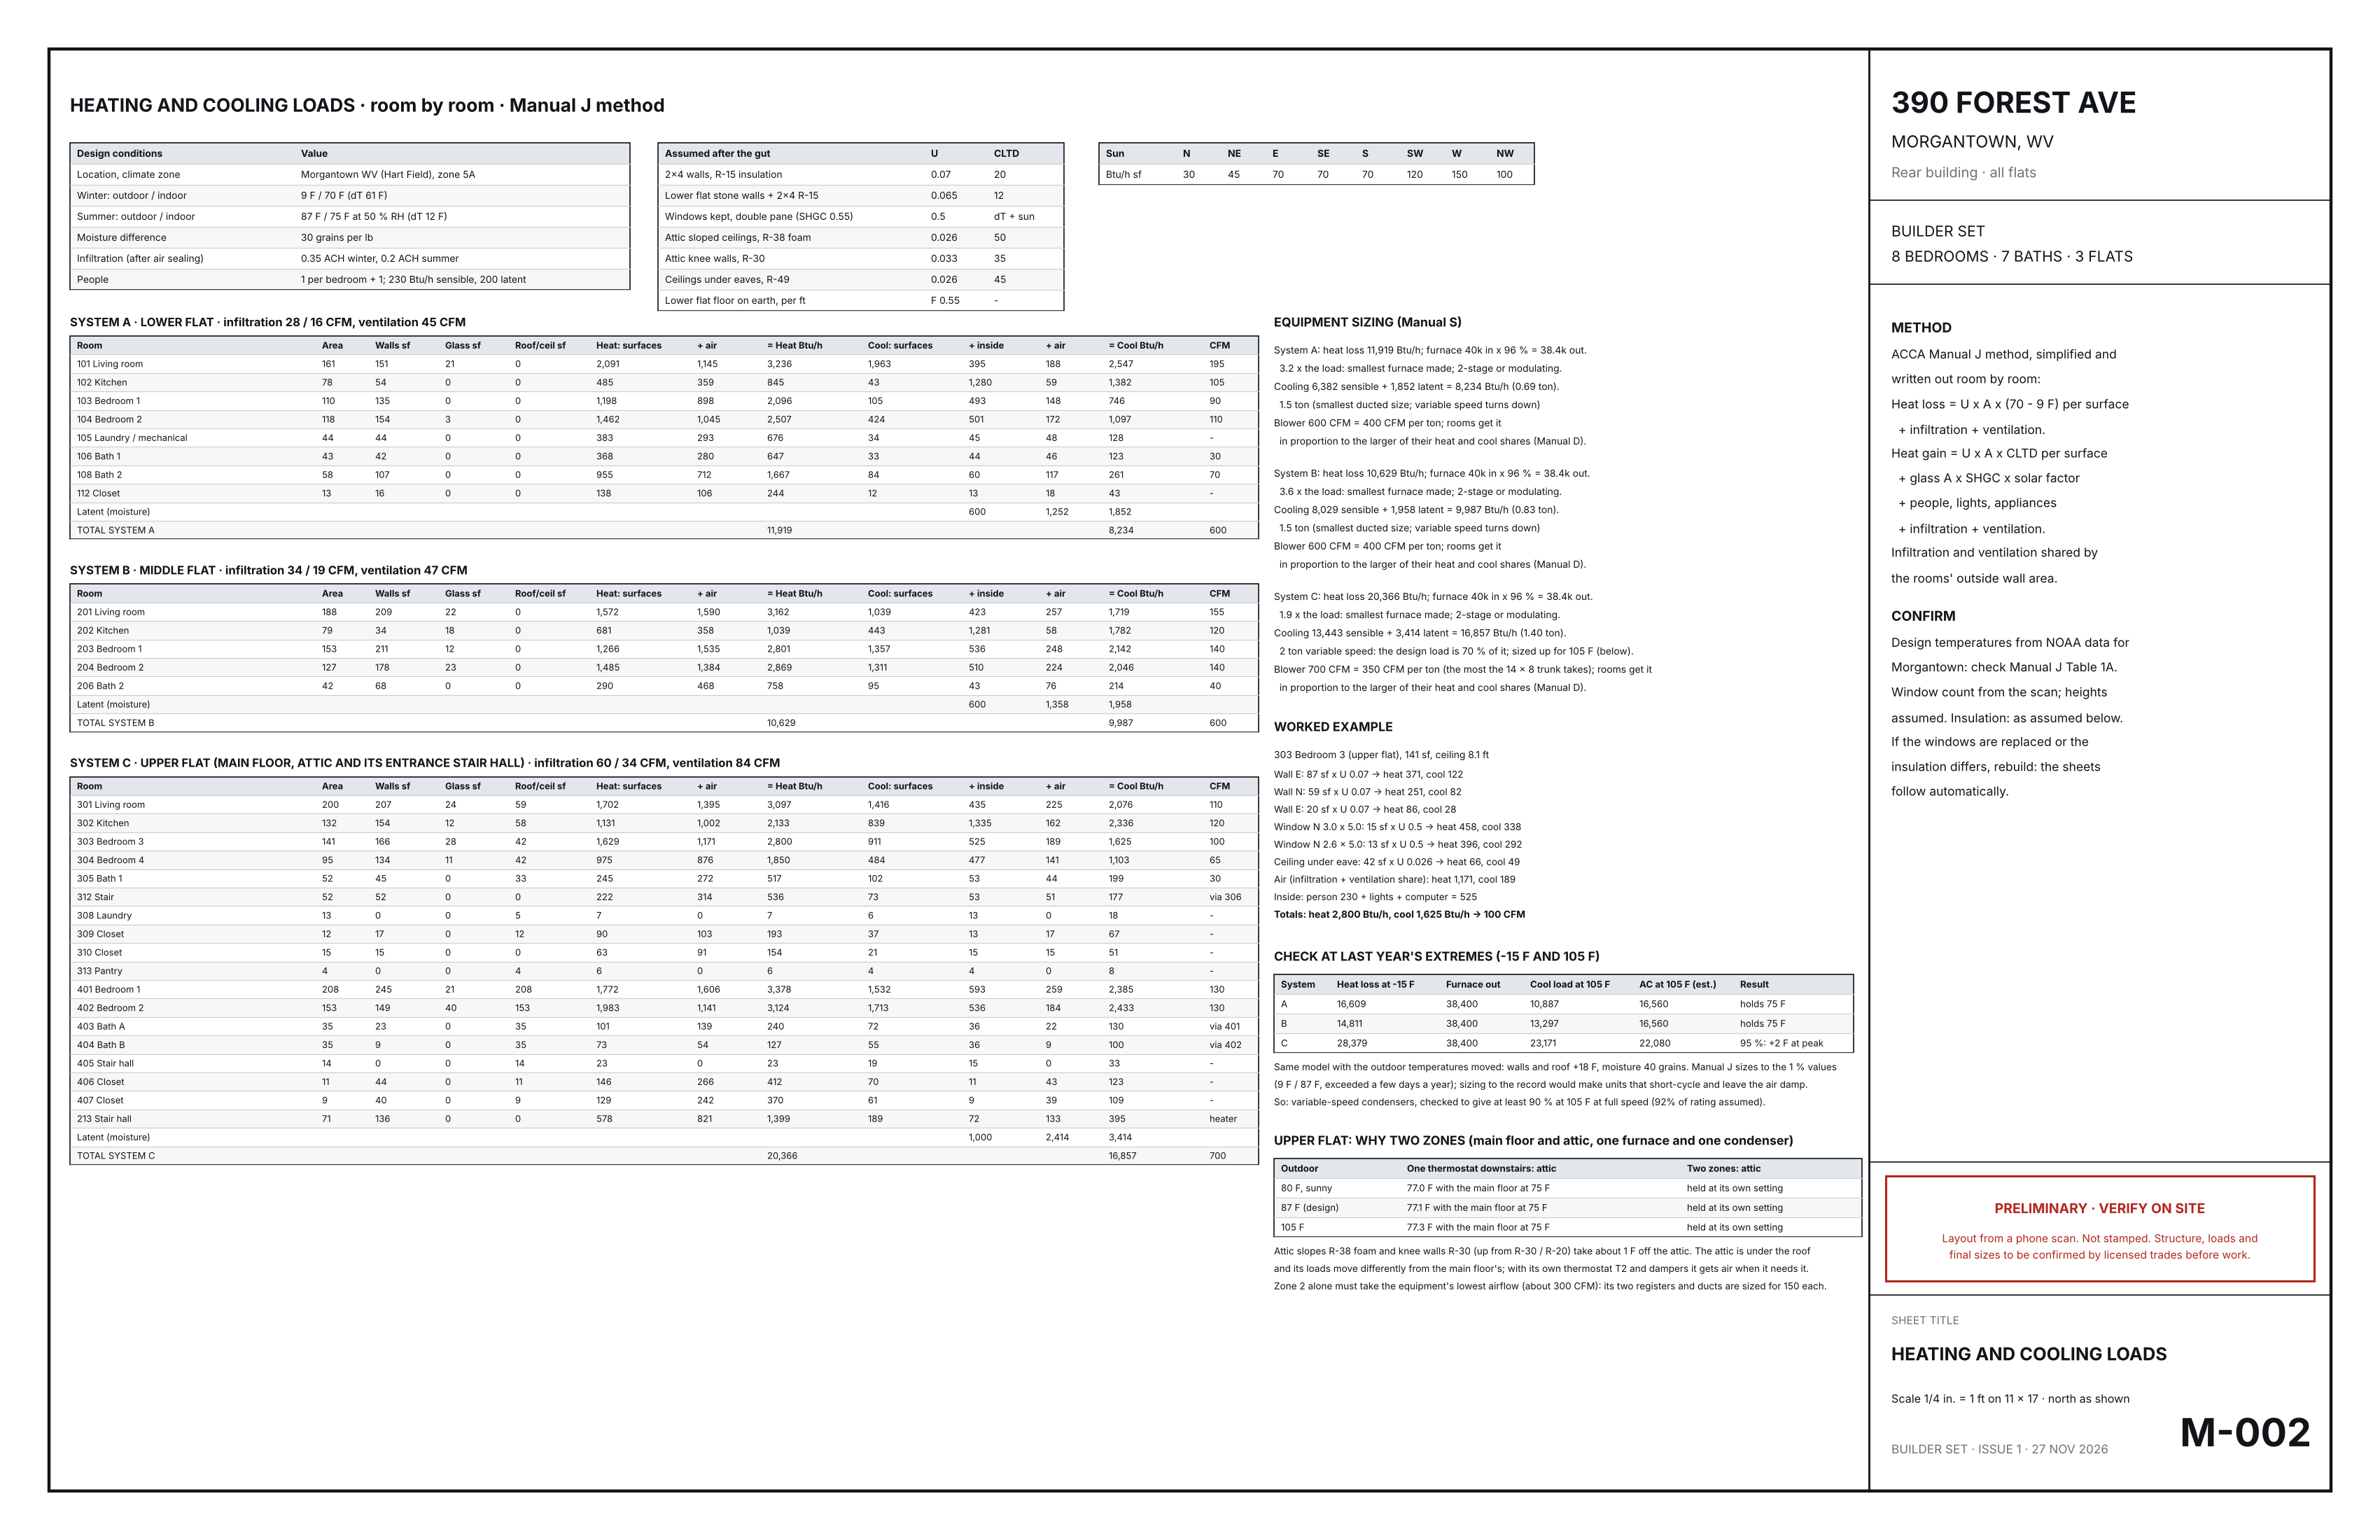 HEATING AND COOLING LOADS · room by room · Manual J method
Design conditions Value
Location, climate zone Morgantown WV (Hart Field), zone 5A
Winter: outdoor / indoor 9 F / 70 F (dT 61 F)
Summer: outdoor / indoor 87 F / 75 F at 50 % RH (dT 12 F)
Moisture difference 30 grains per lb
Infiltration (after air sealing) 0.35 ACH winter, 0.2 ACH summer
People 1 per bedroom + 1; 230 Btu/h sensible, 200 latent
Assumed after the gut U CLTD
2×4 walls, R-15 insulation 0.07 20
Lower flat stone walls + 2×4 R-15 0.065 12
Windows kept, double pane (SHGC 0.55) 0.5 dT + sun
Attic sloped ceilings, R-38 foam 0.026 50
Attic knee walls, R-30 0.033 35
Ceilings under eaves, R-49 0.026 45
Lower flat floor on earth, per ft F 0.55 -
Sun N NE E SE S SW W NW
Btu/h sf 30 45 70 70 70 120 150 100
SYSTEM A · LOWER FLAT · infiltration 28 / 16 CFM, ventilation 45 CFM
Room Area Walls sf Glass sf Roof/ceil sf Heat: surfaces + air = Heat Btu/h Cool: surfaces + inside + air = Cool Btu/h CFM
101 Living room 161 151 21 0 2,091 1,145 3,236 1,963 395 188 2,547 195
102 Kitchen 78 54 0 0 485 359 845 43 1,280 59 1,382 105
103 Bedroom 1 110 135 0 0 1,198 898 2,096 105 493 148 746 90
104 Bedroom 2 118 154 3 0 1,462 1,045 2,507 424 501 172 1,097 110
105 Laundry / mechanical 44 44 0 0 383 293 676 34 45 48 128 -
106 Bath 1 43 42 0 0 368 280 647 33 44 46 123 30
108 Bath 2 58 107 0 0 955 712 1,667 84 60 117 261 70
112 Closet 13 16 0 0 138 106 244 12 13 18 43 -
Latent (moisture) 600 1,252 1,852
TOTAL SYSTEM A 11,919 8,234 600
SYSTEM B · MIDDLE FLAT · infiltration 34 / 19 CFM, ventilation 47 CFM
Room Area Walls sf Glass sf Roof/ceil sf Heat: surfaces + air = Heat Btu/h Cool: surfaces + inside + air = Cool Btu/h CFM
201 Living room 188 209 22 0 1,572 1,590 3,162 1,039 423 257 1,719 155
202 Kitchen 79 34 18 0 681 358 1,039 443 1,281 58 1,782 120
203 Bedroom 1 153 211 12 0 1,266 1,535 2,801 1,357 536 248 2,142 140
204 Bedroom 2 127 178 23 0 1,485 1,384 2,869 1,311 510 224 2,046 140
206 Bath 2 42 68 0 0 290 468 758 95 43 76 214 40
Latent (moisture) 600 1,358 1,958
TOTAL SYSTEM B 10,629 9,987 600
SYSTEM C · UPPER FLAT (MAIN FLOOR, ATTIC AND ITS ENTRANCE STAIR HALL) · infiltration 60 / 34 CFM, ventilation 84 CFM
Room Area Walls sf Glass sf Roof/ceil sf Heat: surfaces + air = Heat Btu/h Cool: surfaces + inside + air = Cool Btu/h CFM
301 Living room 200 207 24 59 1,702 1,395 3,097 1,416 435 225 2,076 110
302 Kitchen 132 154 12 58 1,131 1,002 2,133 839 1,335 162 2,336 120
303 Bedroom 3 141 166 28 42 1,629 1,171 2,800 911 525 189 1,625 100
304 Bedroom 4 95 134 11 42 975 876 1,850 484 477 141 1,103 65
305 Bath 1 52 45 0 33 245 272 517 102 53 44 199 30
312 Stair 52 52 0 0 222 314 536 73 53 51 177 via 306
308 Laundry 13 0 0 5 7 0 7 6 13 0 18 -
309 Closet 12 17 0 12 90 103 193 37 13 17 67 -
310 Closet 15 15 0 0 63 91 154 21 15 15 51 -
313 Pantry 4 0 0 4 6 0 6 4 4 0 8 -
401 Bedroom 1 208 245 21 208 1,772 1,606 3,378 1,532 593 259 2,385 130
402 Bedroom 2 153 149 40 153 1,983 1,141 3,124 1,713 536 184 2,433 130
403 Bath A 35 23 0 35 101 139 240 72 36 22 130 via 401
404 Bath B 35 9 0 35 73 54 127 55 36 9 100 via 402
405 Stair hall 14 0 0 14 23 0 23 19 15 0 33 -
406 Closet 11 44 0 11 146 266 412 70 11 43 123 -
407 Closet 9 40 0 9 129 242 370 61 9 39 109 -
213 Stair hall 71 136 0 0 578 821 1,399 189 72 133 395 heater
Latent (moisture) 1,000 2,414 3,414
TOTAL SYSTEM C 20,366 16,857 700
EQUIPMENT SIZING (Manual S)
System A: heat loss 11,919 Btu/h; furnace 40k in x 96 % = 38.4k out.
3.2 x the load: smallest furnace made; 2-stage or modulating.
Cooling 6,382 sensible + 1,852 latent = 8,234 Btu/h (0.69 ton).
1.5 ton (smallest ducted size; variable speed turns down)
Blower 600 CFM = 400 CFM per ton; rooms get it
in proportion to the larger of their heat and cool shares (Manual D).
System B: heat loss 10,629 Btu/h; furnace 40k in x 96 % = 38.4k out.
3.6 x the load: smallest furnace made; 2-stage or modulating.
Cooling 8,029 sensible + 1,958 latent = 9,987 Btu/h (0.83 ton).
1.5 ton (smallest ducted size; variable speed turns down)
Blower 600 CFM = 400 CFM per ton; rooms get it
in proportion to the larger of their heat and cool shares (Manual D).
System C: heat loss 20,366 Btu/h; furnace 40k in x 96 % = 38.4k out.
1.9 x the load: smallest furnace made; 2-stage or modulating.
Cooling 13,443 sensible + 3,414 latent = 16,857 Btu/h (1.40 ton).
2 ton variable speed: the design load is 70 % of it; sized up for 105 F (below).
Blower 700 CFM = 350 CFM per ton (the most the 14 × 8 trunk takes); rooms get it
in proportion to the larger of their heat and cool shares (Manual D).
WORKED EXAMPLE
303 Bedroom 3 (upper flat), 141 sf, ceiling 8.1 ft
Wall E: 87 sf x U 0.07 → heat 371, cool 122
Wall N: 59 sf x U 0.07 → heat 251, cool 82
Wall E: 20 sf x U 0.07 → heat 86, cool 28
Window N 3.0 x 5.0: 15 sf x U 0.5 → heat 458, cool 338
Window N 2.6 × 5.0: 13 sf x U 0.5 → heat 396, cool 292
Ceiling under eave: 42 sf x U 0.026 → heat 66, cool 49
Air (infiltration + ventilation share): heat 1,171, cool 189
Inside: person 230 + lights + computer = 525
Totals: heat 2,800 Btu/h, cool 1,625 Btu/h → 100 CFM
CHECK AT LAST YEAR'S EXTREMES (-15 F AND 105 F)
System Heat loss at -15 F Furnace out Cool load at 105 F AC at 105 F (est.) Result
A 16,609 38,400 10,887 16,560 holds 75 F
B 14,811 38,400 13,297 16,560 holds 75 F
C 28,379 38,400 23,171 22,080 95 %: +2 F at peak
Same model with the outdoor temperatures moved: walls and roof +18 F, moisture 40 grains. Manual J sizes to the 1 % values
(9 F / 87 F, exceeded a few days a year); sizing to the record would make units that short-cycle and leave the air damp.
So: variable-speed condensers, checked to give at least 90 % at 105 F at full speed (92% of rating assumed).
UPPER FLAT: WHY TWO ZONES (main floor and attic, one furnace and one condenser)
Outdoor One thermostat downstairs: attic Two zones: attic
80 F, sunny 77.0 F with the main floor at 75 F held at its own setting
87 F (design) 77.1 F with the main floor at 75 F held at its own setting
105 F 77.3 F with the main floor at 75 F held at its own setting
Attic slopes R-38 foam and knee walls R-30 (up from R-30 / R-20) take about 1 F off the attic. The attic is under the roof
and its loads move differently from the main floor's; with its own thermostat T2 and dampers it gets air when it needs it.
Zone 2 alone must take the equipment's lowest airflow (about 300 CFM): its two registers and ducts are sized for 150 each.
390 FOREST AVE
MORGANTOWN, WV
Rear building · all flats
BUILDER SET
8 BEDROOMS · 7 BATHS · 3 FLATS
METHOD
ACCA Manual J method, simplified and
written out room by room:
Heat loss = U x A x (70 - 9 F) per surface
+ infiltration + ventilation.
Heat gain = U x A x CLTD per surface
+ glass A x SHGC x solar factor
+ people, lights, appliances
+ infiltration + ventilation.
Infiltration and ventilation shared by
the rooms' outside wall area.
CONFIRM
Design temperatures from NOAA data for
Morgantown: check Manual J Table 1A.
Window count from the scan; heights
assumed. Insulation: as assumed below.
If the windows are replaced or the
insulation differs, rebuild: the sheets
follow automatically.
PRELIMINARY · VERIFY ON SITE
Layout from a phone scan. Not stamped. Structure, loads and
final sizes to be confirmed by licensed trades before work.
SHEET TITLE
HEATING AND COOLING LOADS
Scale 1/4 in. = 1 ft on 11 × 17 · north as shown
BUILDER SET · ISSUE 1 · 27 NOV 2026
M-002